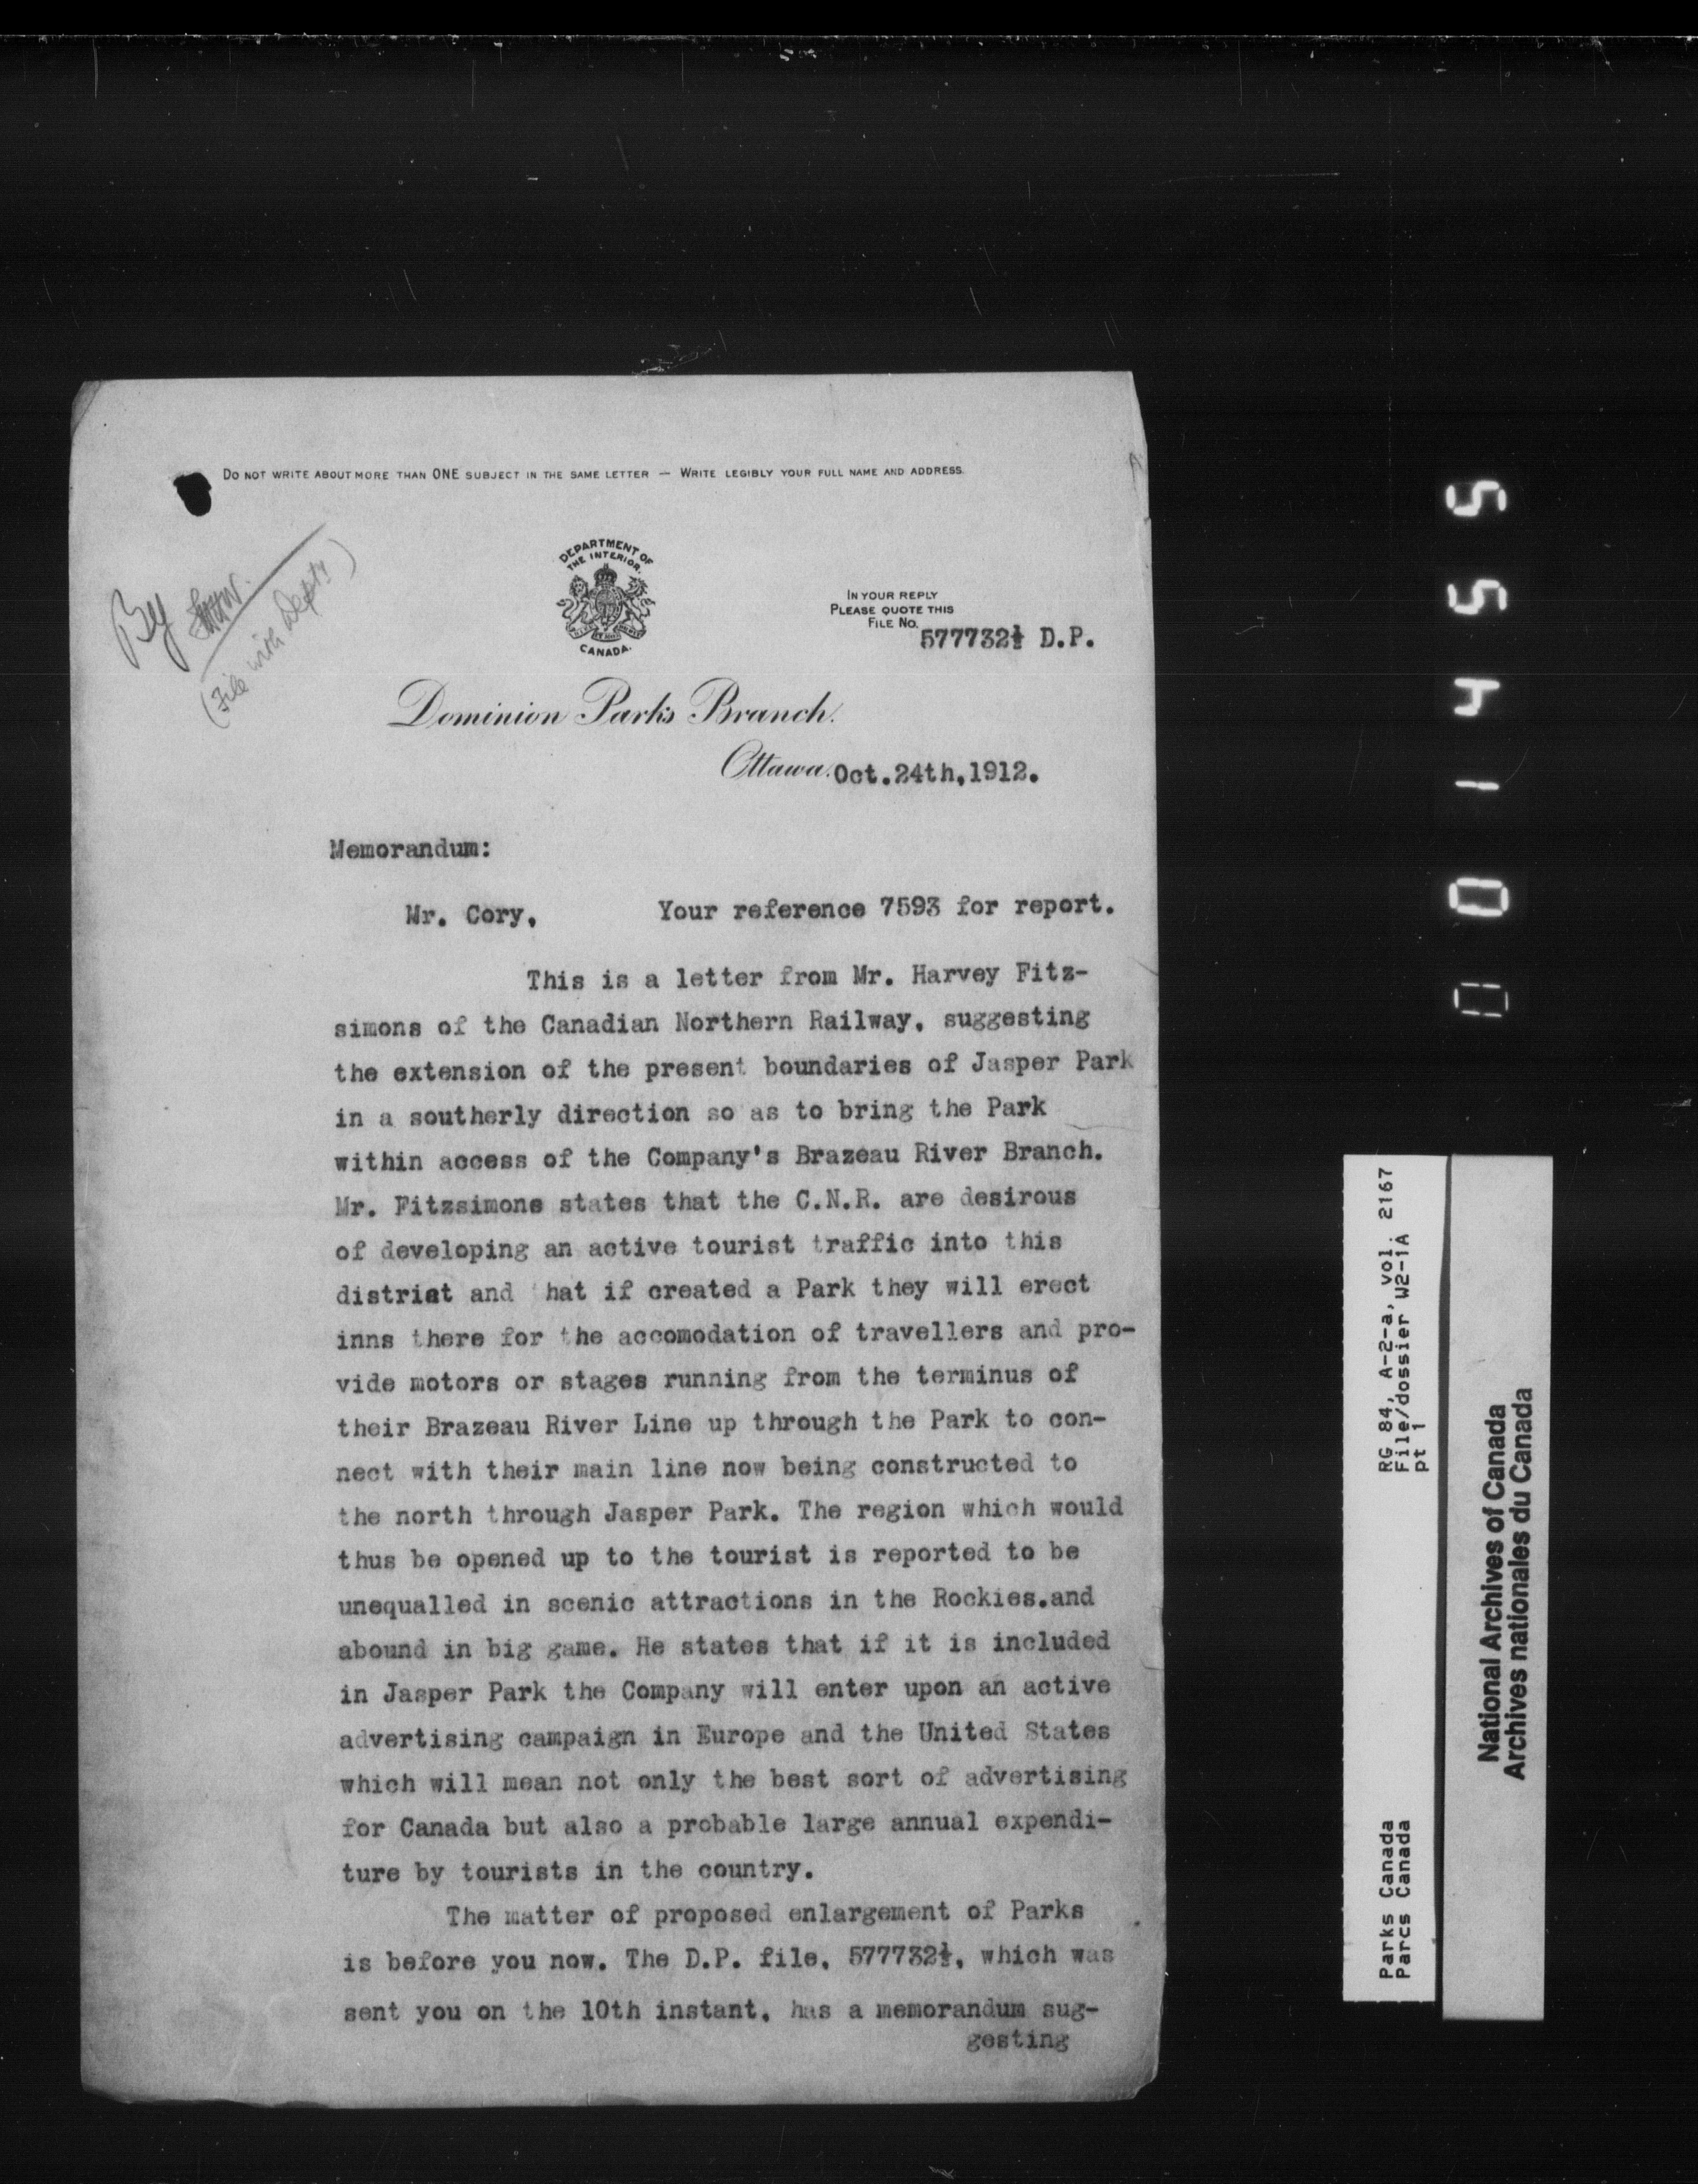 DO NOT WRITE ABOUT MORE THAN ONE SUBJECT IN THE SAME LETTER — WRITE LEGIBLY YOUR FULL NAME AND ADDRESS.
By
(File with Depty)
DEPARTMENT OF
THE INTERIOR.
CANADA.
IN YOUR REPLY
PLEASE QUOTE THIS
FILE NO.
577732½ D.P.
Dominion Parks Branch.
Ottawa. Oct.24th,1912.
Memorandum:
Mr. Cory, Your reference 7593 for report.
This is a letter from Mr. Harvey Fitz-
simons of the Canadian Northern Railway, suggesting
the extension of the present boundaries of Jasper Park
in a southerly direction so as to bring the Park
within access of the Company's Brazeau River Branch.
Mr. Fitzsimons states that the C.N.R. are desirous
of developing an active tourist traffic into this
district and hat if created a Park they will erect
inns there for the accomodation of travellers and pro-
vide motors or stages running from the terminus of
their Brazeau River Line up through the Park to con-
nect with their main line now being constructed to
the north through Jasper Park. The region which would
thus be opened up to the tourist is reported to be
unequalled in scenic attractions in the Rockies.and
abound in big game. He states that if it is included
in Jasper Park the Company will enter upon an active
advertising campaign in Europe and the United States
which will mean not only the best sort of advertising
for Canada but also a probable large annual expendi-
ture by tourists in the country.
The matter of proposed enlargement of Parks
is before you now. The D.P. file, 577732½, which was
sent you on the 10th instant, has a memorandum sug-
gesting
001455
RG 84, A-2-a, vol. 2167
File/dossier W2-1A
pt 1
Parks Canada
Parcs Canada
National Archives of Canada
Archives nationales du Canada